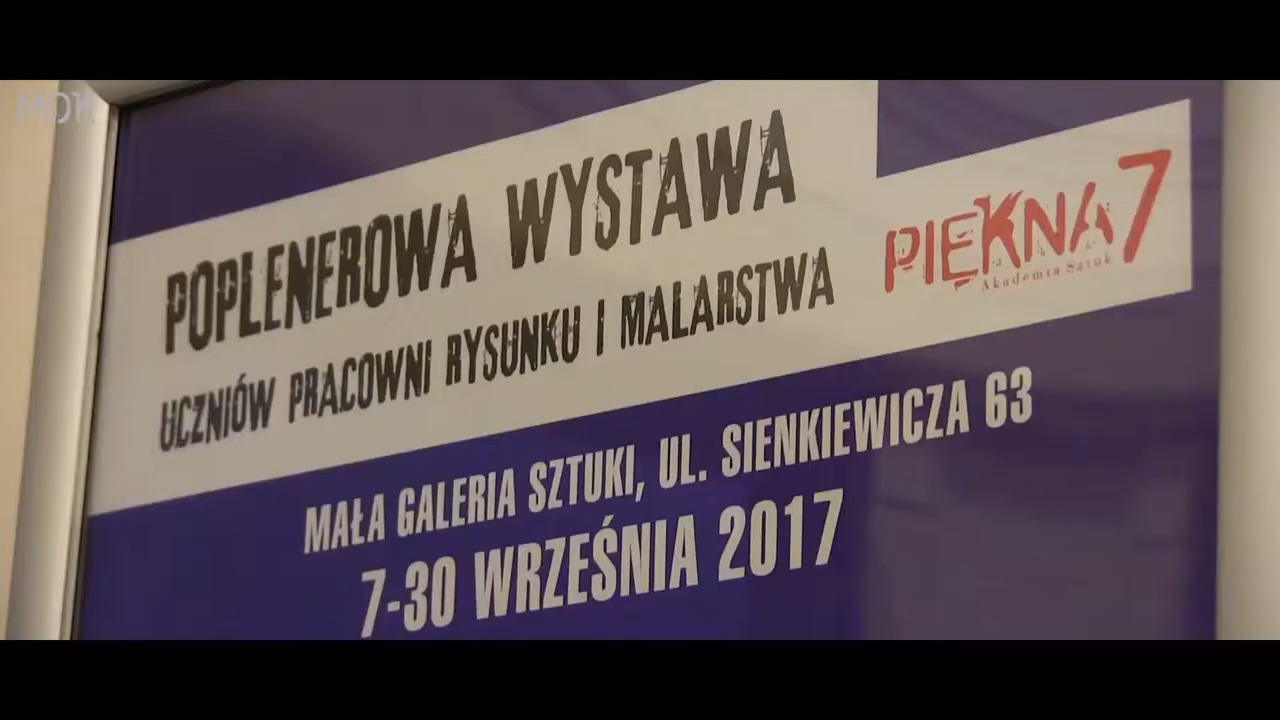 MOK
POPLENEROWA WYSTAWA
UCZNIÓW PRACOWNI RYSUNKU I MALARSTWA
PIĘKNA 7
Akademia Sztuk
MAŁA GALERIA SZTUKI, UL. SIENKIEWICZA 63
7-30 WRZEŚNIA 2017